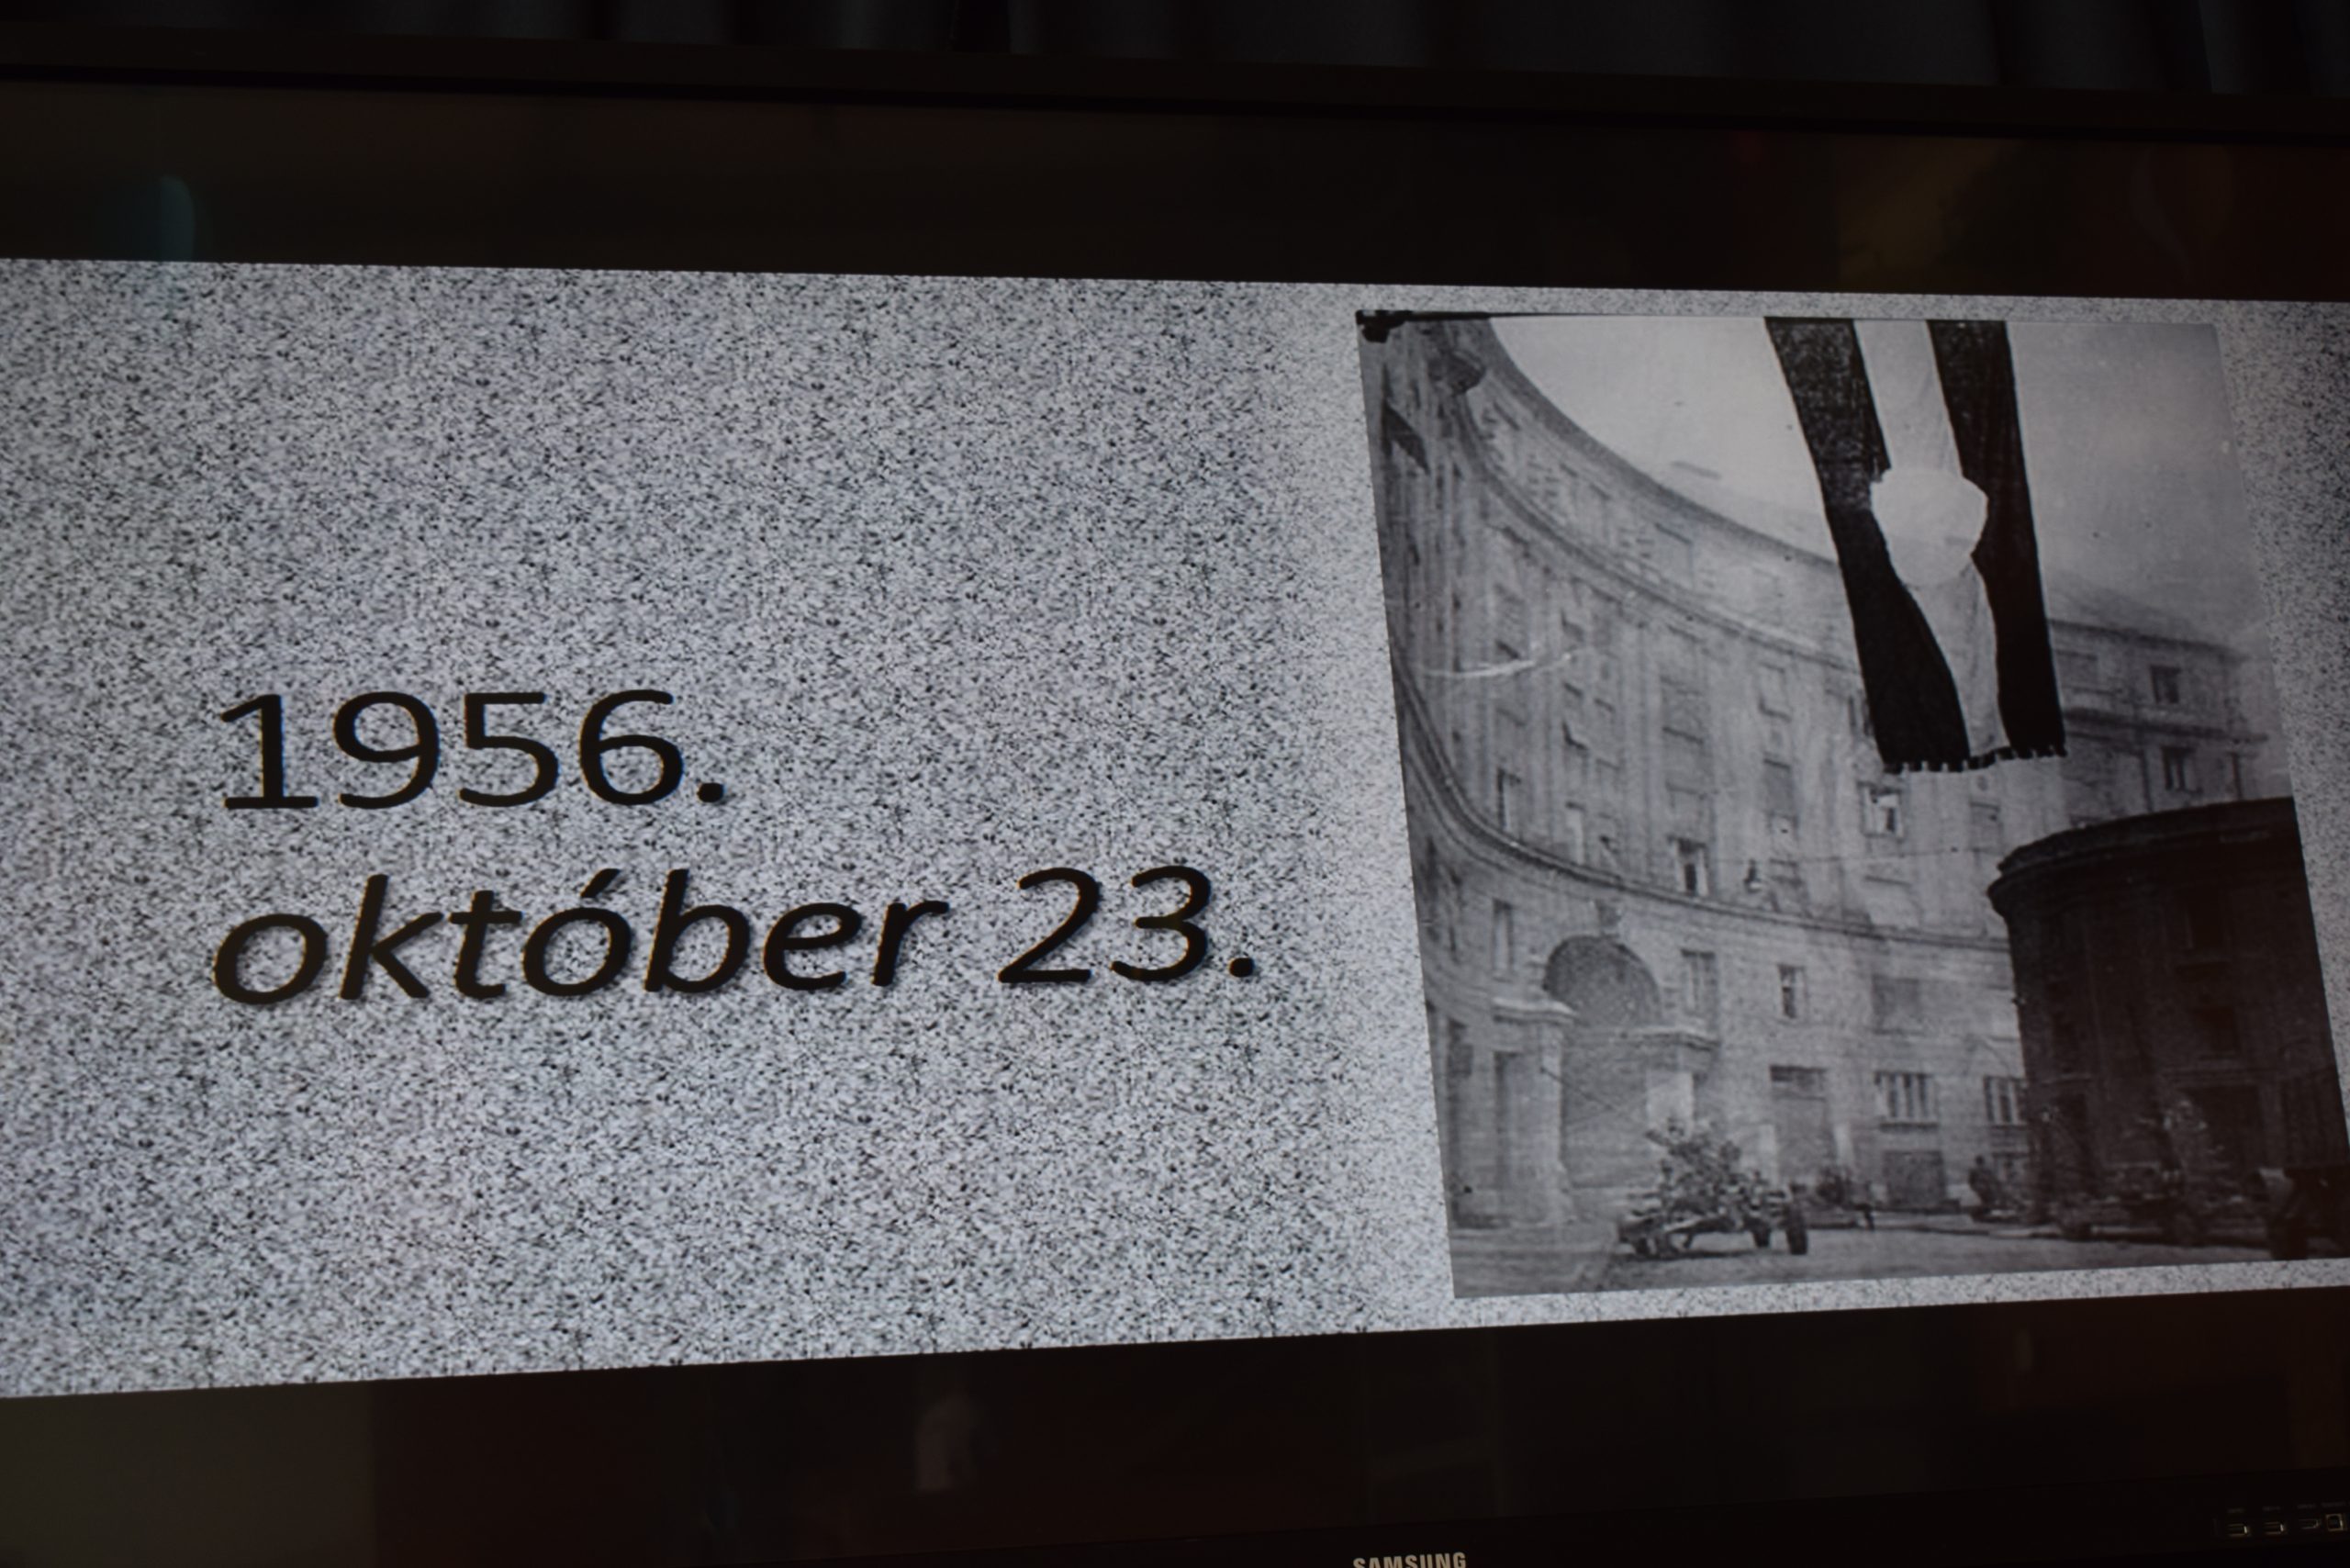 1956.
október 23.
SAMSUNG